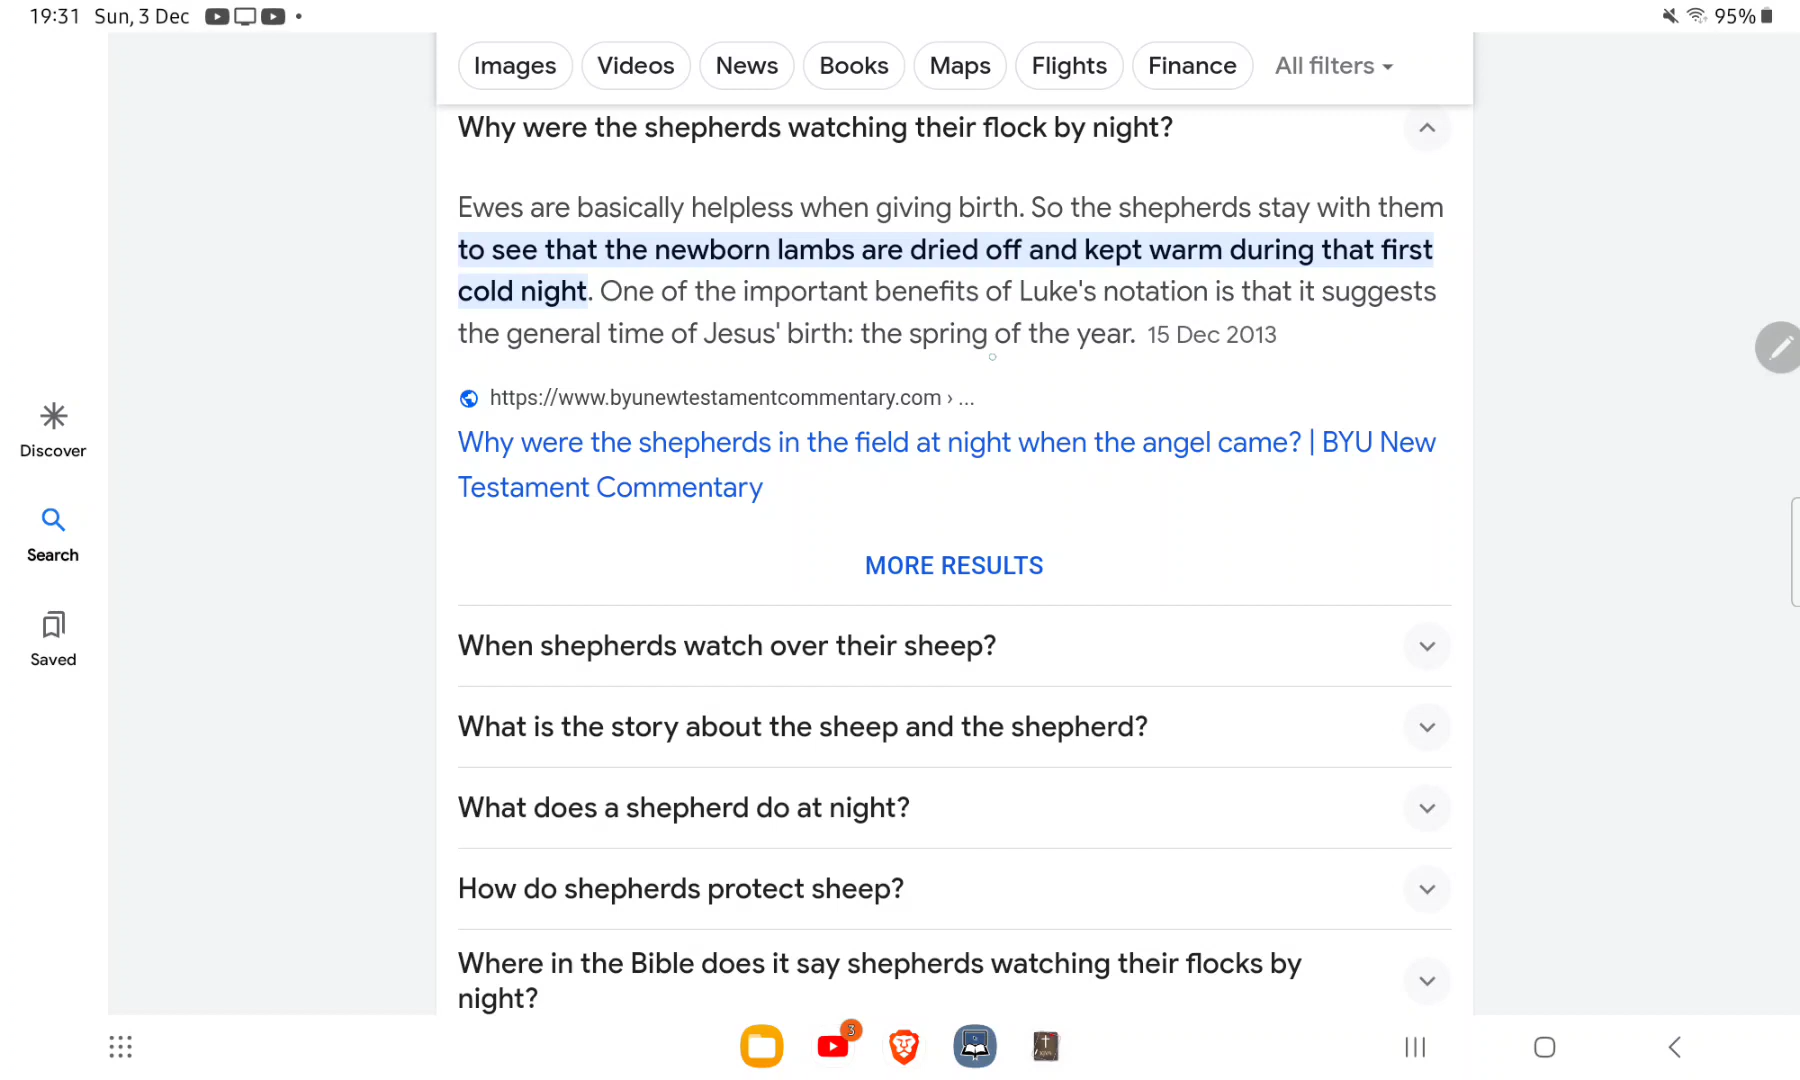 19:31 Sun, 3 Dec 95%
Images Videos News Books Maps Flights Finance All filters
Why were the shepherds watching their flock by night?
Ewes are basically helpless when giving birth. So the shepherds stay with them
to see that the newborn lambs are dried off and kept warm during that first
cold night. One of the important benefits of Luke's notation is that it suggests
the general time of Jesus' birth: the spring of the year. 15 Dec 2013
https://www.byunewtestamentcommentary.com › ...
Why were the shepherds in the field at night when the angel came? | BYU New
Testament Commentary
MORE RESULTS
When shepherds watch over their sheep?
What is the story about the sheep and the shepherd?
What does a shepherd do at night?
How do shepherds protect sheep?
Where in the Bible does it say shepherds watching their flocks by
night?
Discover
Search
Saved
3